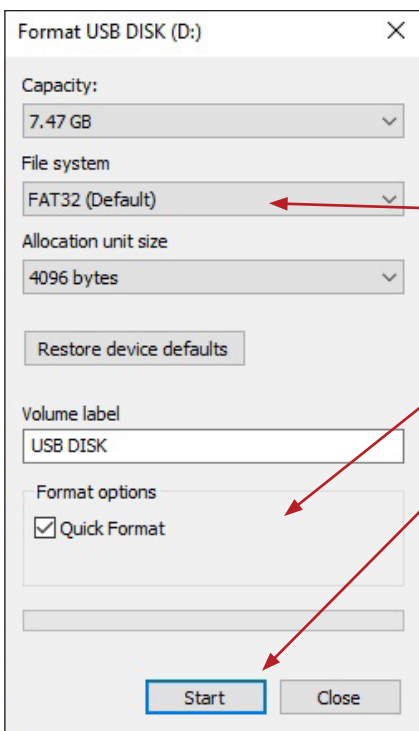 Format USB DISK (D:)
Capacity:
7.47 GB
File system
FAT32 (Default)
Allocation unit size
4096 bytes
Restore device defaults
Volume label
USB DISK
Format options
Quick Format
Start Close